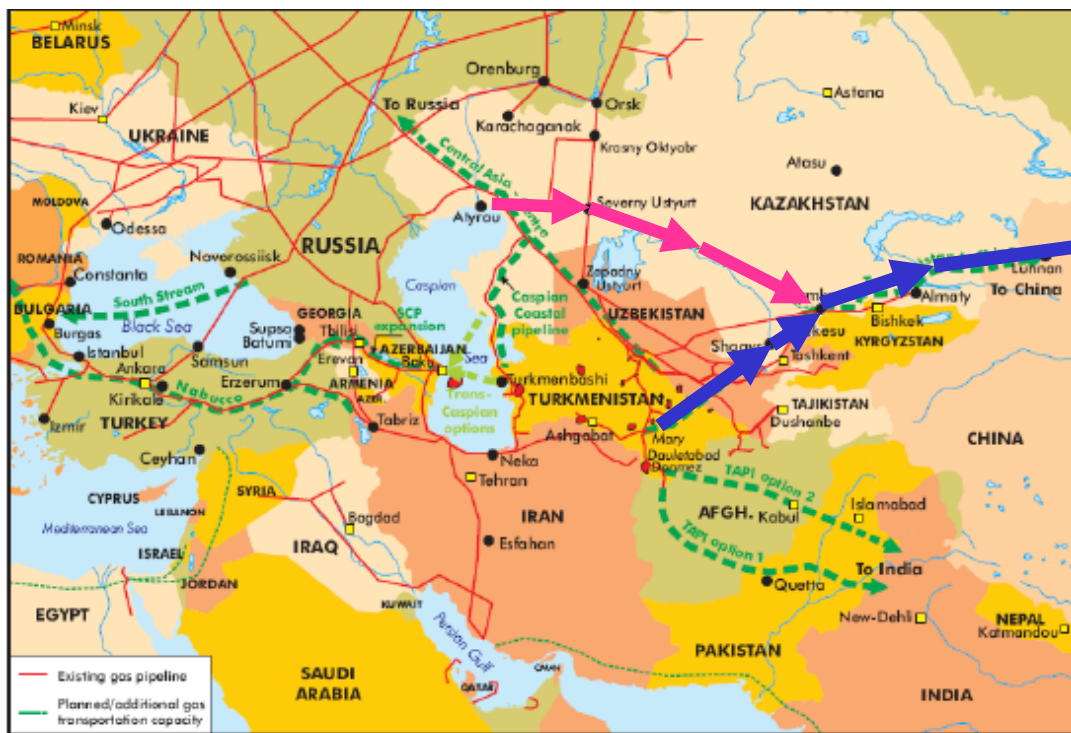 Minsk
BELARUS
Kiev
UKRAINE
MOLDOVA
Odessa
ROMANIA
Constanta
BULGARIA
Burgas
South Stream
Novorossiisk
RUSSIA
Black Sea
Istanbul
Ankara
Kirikale
Samsun
Nabucco
Erzerum
Izmir
TURKEY
Ceyhan
Supsa
Batumi
GEORGIA
Tbilisi
Erevan
ARMENIA
AZER.
AZERBAIJAN
Baku
SCP
expansion
Tabriz
Caspian
Sea
Caspian
Coastal
pipeline
Trans-
Caspian
options
Turkmenbashi
TURKMENISTAN
Ashgabat
Mary
Dauletabad
Neka
Tehran
IRAN
Esfahan
To Russia
Central Asia
Orenburg
Orsk
Karachaganak
Krasny Oktyabr
Atyrau
Severny Ustyurt
Zapadny
Ustyurt
UZBEKISTAN
Astana
Atasu
KAZAKHSTAN
Almaty
Bishkek
KYRGYZSTAN
Tashkent
TAJIKISTAN
Dushanbe
Luhnan
To China
CHINA
AFGH.
Kabul
TAPI option 2
TAPI option 1
Islamabad
To India
Quetta
New-Dehli
NEPAL
Katmandou
PAKISTAN
INDIA
CYPRUS
Mediterranean Sea
LEBANON
SYRIA
ISRAEL
JORDAN
EGYPT
Bagdad
IRAQ
KUWAIT
Persian Gulf
QATAR
OMAN
SAUDI
ARABIA
Existing gas pipeline
Planned/additional gas
transportation capacity